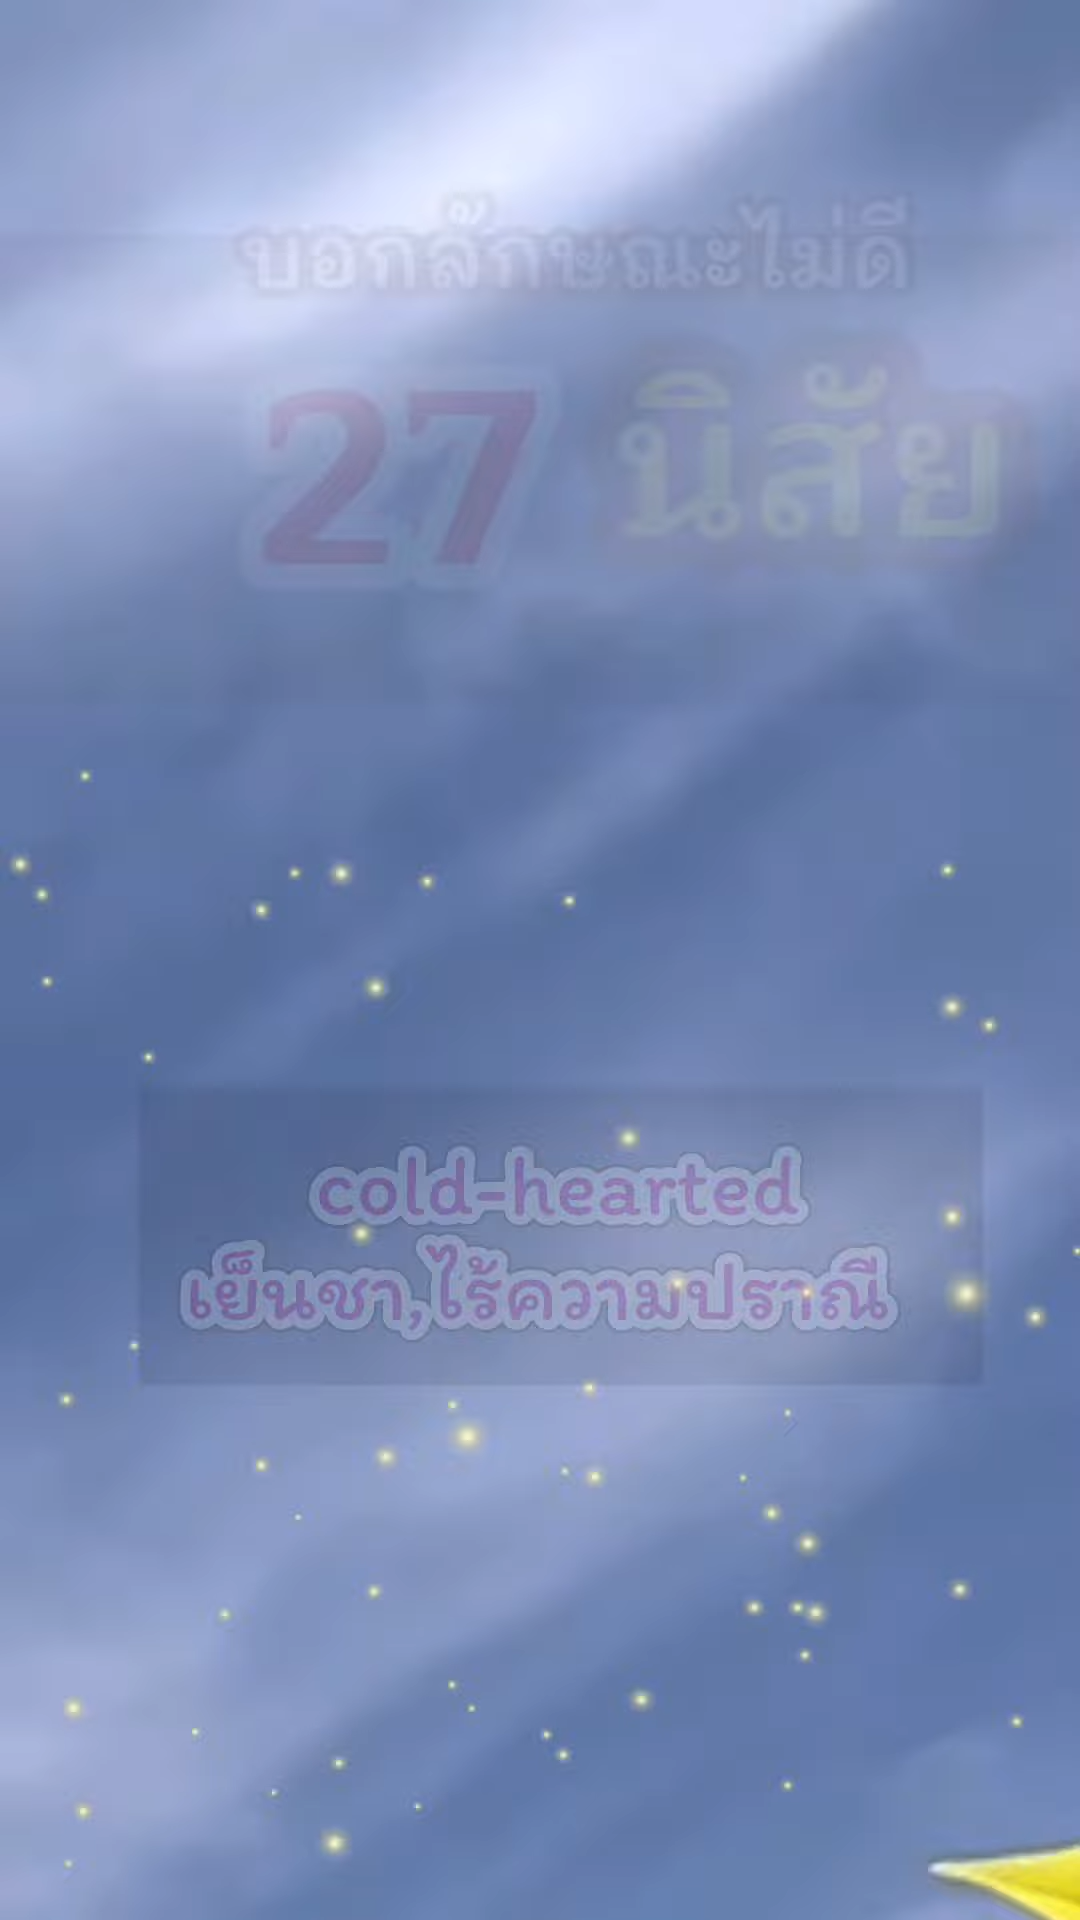 บอกลักษณะไม่ดี
27 นิสัย
cold-hearted
เย็นชา,ไร้ความปราณี